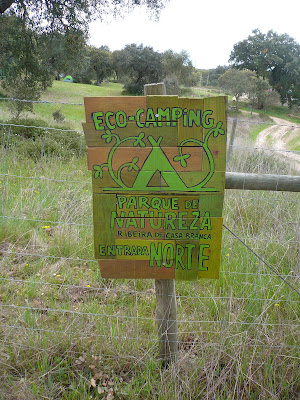 ECO-CAMPiNG
PARQUE DE
NATUREZA
RiBEiRA DE CASA BRANCA
ENTRADA NORTE